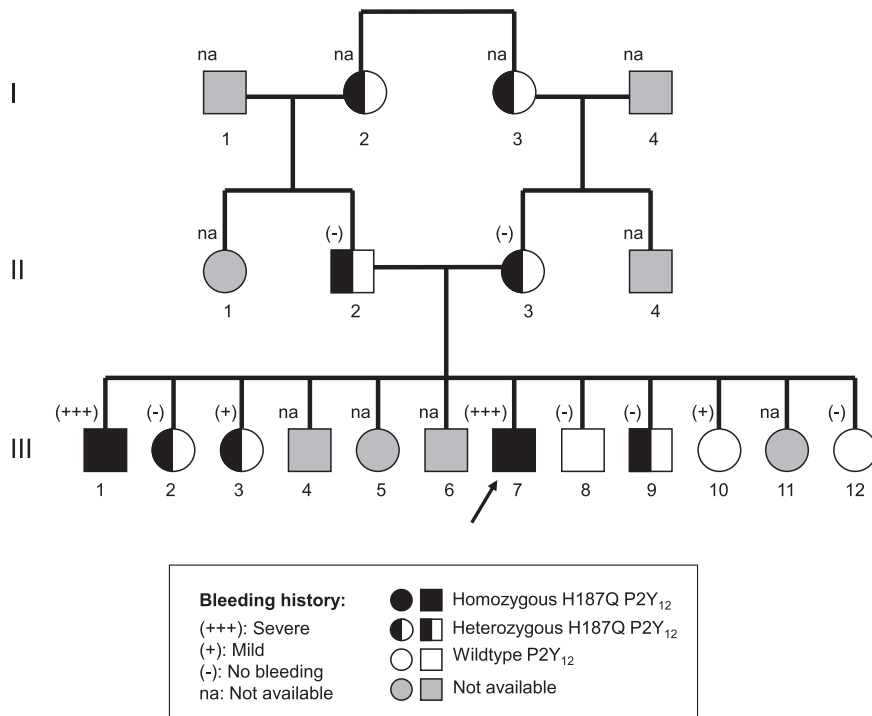 na na na na
I
1 2 3 4
na (-) (-) na
II
1 2 3 4
(+++) (-) (+) na na na (+++) (-) (-) (+) na (-)
III
1 2 3 4 5 6 7 8 9 10 11 12
Bleeding history:
(+++): Severe
(+): Mild
(-): No bleeding
na: Not available
Homozygous H187Q P2Y₁₂
Heterozygous H187Q P2Y₁₂
Wildtype P2Y₁₂
Not available